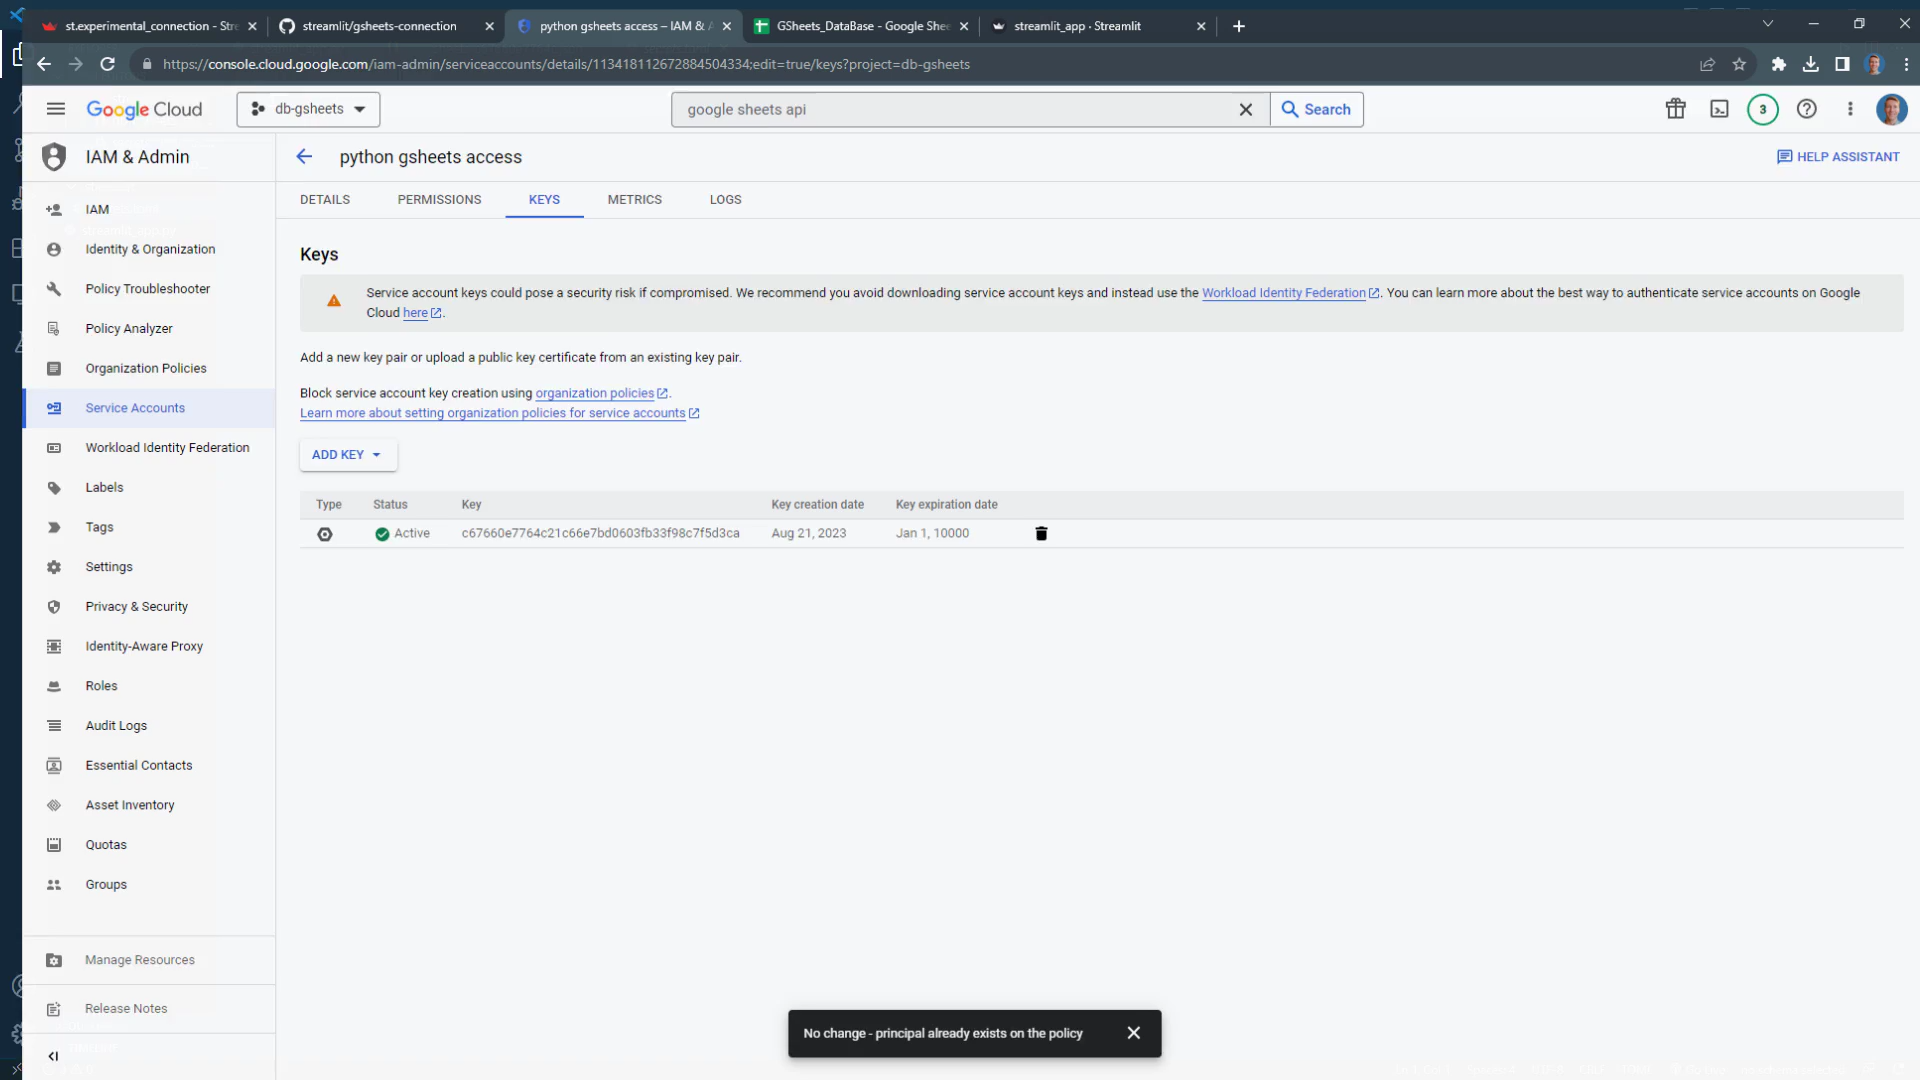 st.experimental_connection - Stre
streamlit/gsheets-connection
python gsheets access – IAM & A
GSheets_DataBase - Google Shee
streamlit_app · Streamlit
https://console.cloud.google.com/iam-admin/serviceaccounts/details/113418112672884504334;edit=true/keys?project=db-gsheets
Google Cloud
db-gsheets
google sheets api
Search
3
IAM & Admin
python gsheets access
HELP ASSISTANT
DETAILS
PERMISSIONS
KEYS
METRICS
LOGS
IAM
Identity & Organization
Policy Troubleshooter
Policy Analyzer
Organization Policies
Service Accounts
Workload Identity Federation
Labels
Tags
Settings
Privacy & Security
Identity-Aware Proxy
Roles
Audit Logs
Essential Contacts
Asset Inventory
Quotas
Groups
Manage Resources
Release Notes
Keys
Service account keys could pose a security risk if compromised. We recommend you avoid downloading service account keys and instead use the Workload Identity Federation. You can learn more about the best way to authenticate service accounts on Google
Cloud here.
Add a new key pair or upload a public key certificate from an existing key pair.
Block service account key creation using organization policies.
Learn more about setting organization policies for service accounts
ADD KEY
Type Status Key Key creation date Key expiration date
Active c67660e7764c21c66e7bd0603fb33f98c7f5d3ca Aug 21, 2023 Jan 1, 10000
No change - principal already exists on the policy